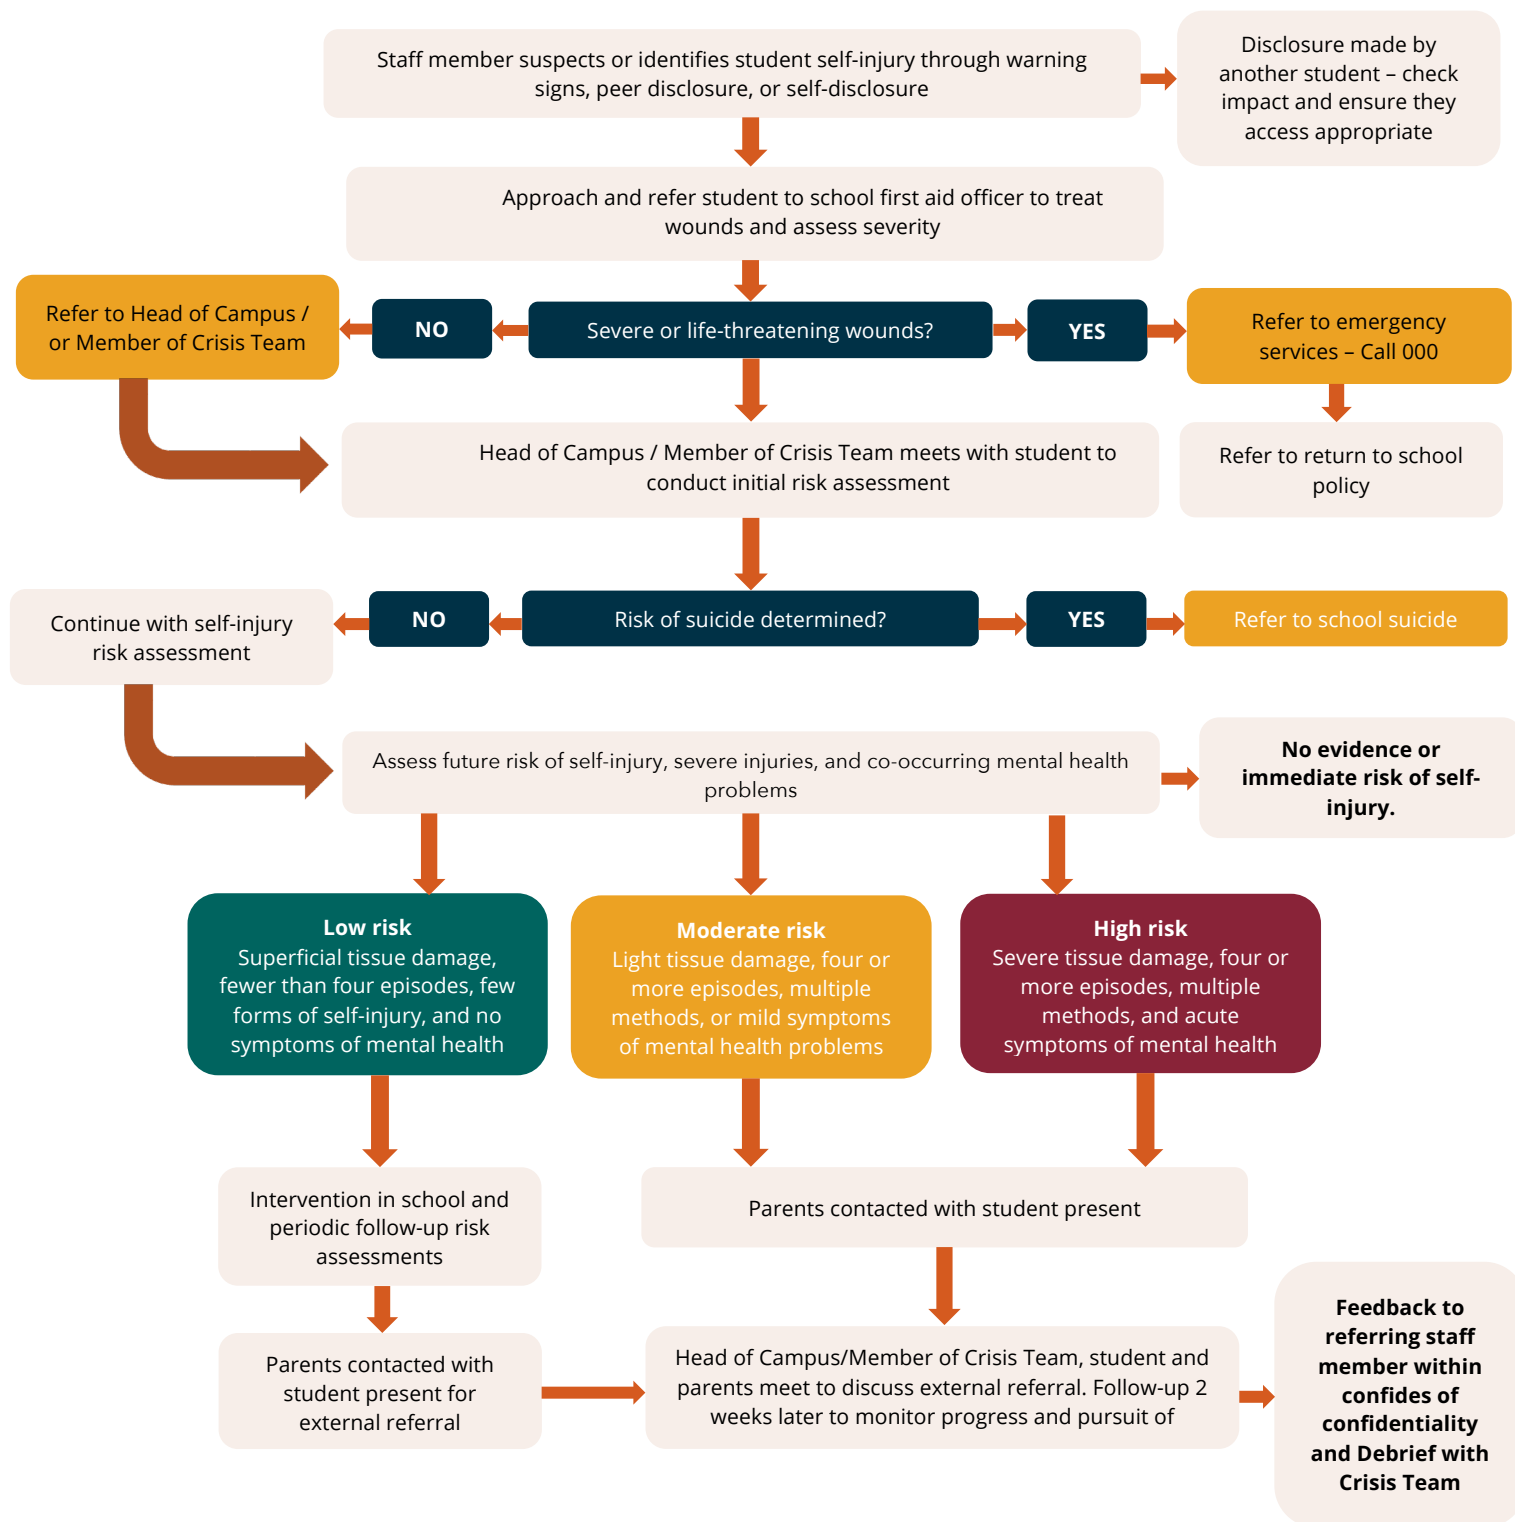 Staff member suspects or identifies student self-injury through warning
signs, peer disclosure, or self-disclosure
Disclosure made by
another student – check
impact and ensure they
access appropriate
Approach and refer student to school first aid officer to treat
wounds and assess severity
Refer to Head of Campus /
or Member of Crisis Team
NO
Severe or life-threatening wounds?
YES
Refer to emergency
services – Call 000
Head of Campus / Member of Crisis Team meets with student to
conduct initial risk assessment
Refer to return to school
policy
Continue with self-injury
risk assessment
NO
Risk of suicide determined?
YES
Refer to school suicide
Assess future risk of self-injury, severe injuries, and co-occurring mental health
problems
No evidence or
immediate risk of self-
injury.
Low risk
Superficial tissue damage,
fewer than four episodes, few
forms of self-injury, and no
symptoms of mental health
Moderate risk
Light tissue damage, four or
more episodes, multiple
methods, or mild symptoms
of mental health problems
High risk
Severe tissue damage, four or
more episodes, multiple
methods, and acute
symptoms of mental health
Intervention in school and
periodic follow-up risk
assessments
Parents contacted with student present
Parents contacted with
student present for
external referral
Head of Campus/Member of Crisis Team, student and
parents meet to discuss external referral. Follow-up 2
weeks later to monitor progress and pursuit of
Feedback to
referring staff
member within
confides of
confidentiality
and Debrief with
Crisis Team